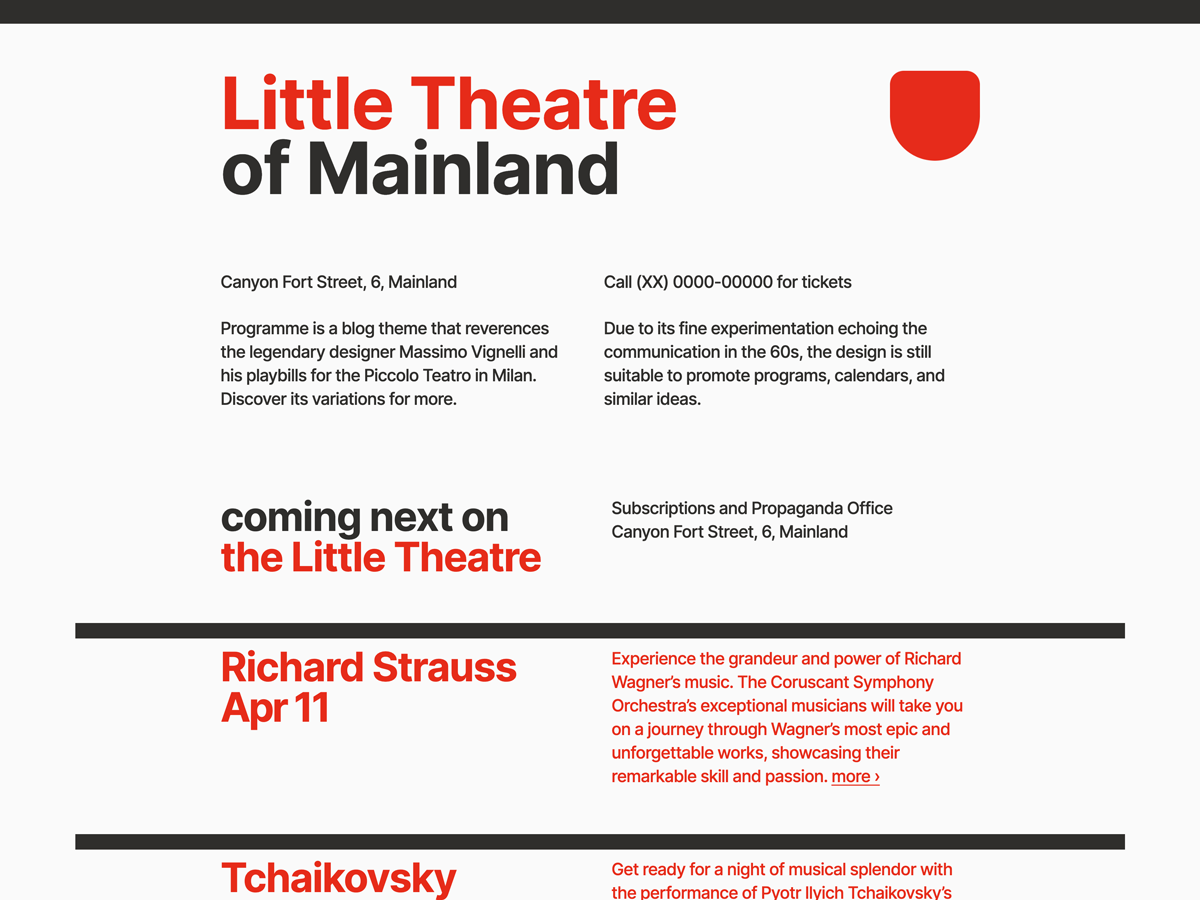 Little Theatre
of Mainland
Canyon Fort Street, 6, Mainland
Programme is a blog theme that reverences
the legendary designer Massimo Vignelli and
his playbills for the Piccolo Teatro in Milan.
Discover its variations for more.
Call (XX) 0000-00000 for tickets
Due to its fine experimentation echoing the
communication in the 60s, the design is still
suitable to promote programs, calendars, and
similar ideas.
coming next on
the Little Theatre
Subscriptions and Propaganda Office
Canyon Fort Street, 6, Mainland
Richard Strauss
Apr 11
Experience the grandeur and power of Richard
Wagner’s music. The Coruscant Symphony
Orchestra’s exceptional musicians will take you
on a journey through Wagner’s most epic and
unforgettable works, showcasing their
remarkable skill and passion. more ›
Tchaikovsky
Get ready for a night of musical splendor with
the performance of Pyotr Ilyich Tchaikovsky’s